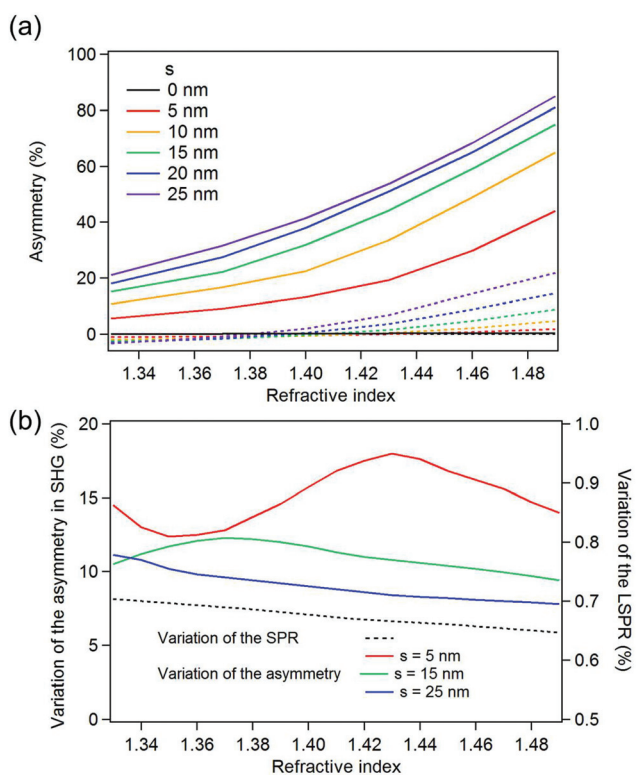 (a)
100
80
60
40
20
0
Asymmetry (%)
s
0 nm
5 nm
10 nm
15 nm
20 nm
25 nm
1.34 1.36 1.38 1.40 1.42 1.44 1.46 1.48
Refractive index
(b)
20
15
10
5
0
Variation of the asymmetry in SHG (%)
1.0
0.9
0.8
0.7
0.6
0.5
Variation of the LSPR (%)
Variation of the SPR
Variation of the asymmetry
s = 5 nm
s = 15 nm
s = 25 nm
1.34 1.36 1.38 1.40 1.42 1.44 1.46 1.48
Refractive index